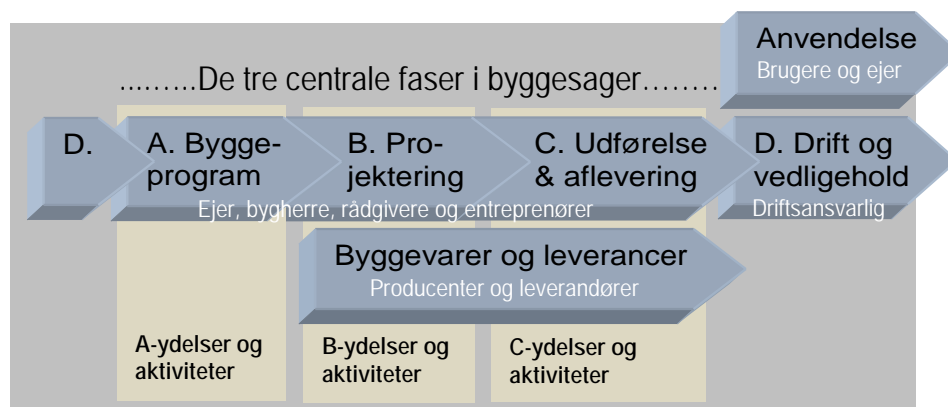 Anvendelse
Brugere og ejer
.........De tre centrale faser i byggesager........
D.
A. Bygge-
program
B. Pro-
jektering
C. Udførelse
& aflevering
D. Drift og
vedligehold
Ejer, bygherre, rådgivere og entreprenører
Driftsansvarlig
Byggevarer og leverancer
Producenter og leverandører
A-ydelser og
aktiviteter
B-ydelser og
aktiviteter
C-ydelser og
aktiviteter